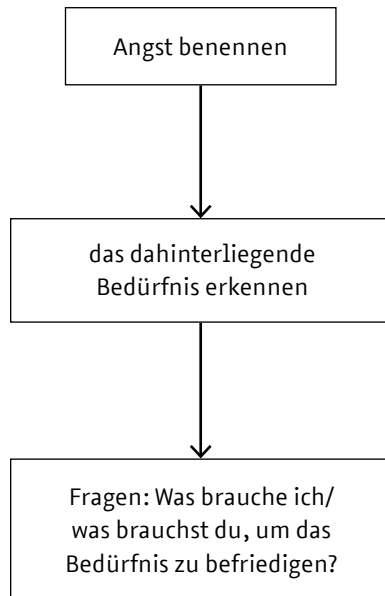 Angst benennen
das dahinterliegende
Bedürfnis erkennen
Fragen: Was brauche ich/
was brauchst du, um das
Bedürfnis zu befriedigen?